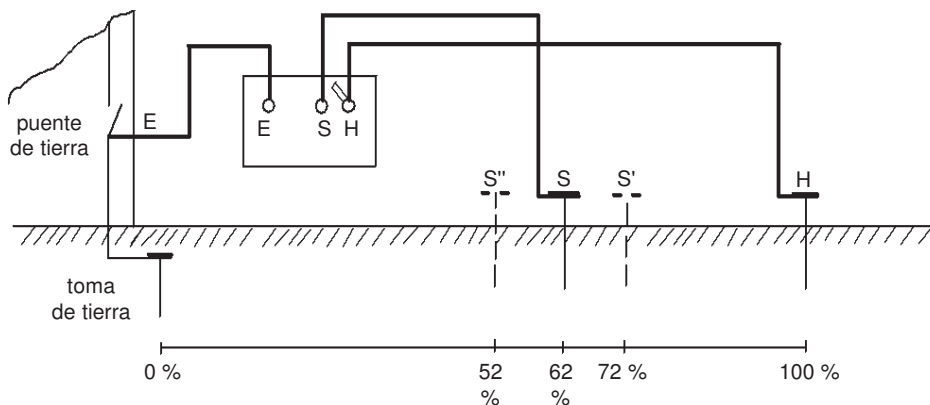 puente
de tierra
E
E S H
S'' S S' H
toma
de tierra
0 % 52 % 62 % 72 % 100 %